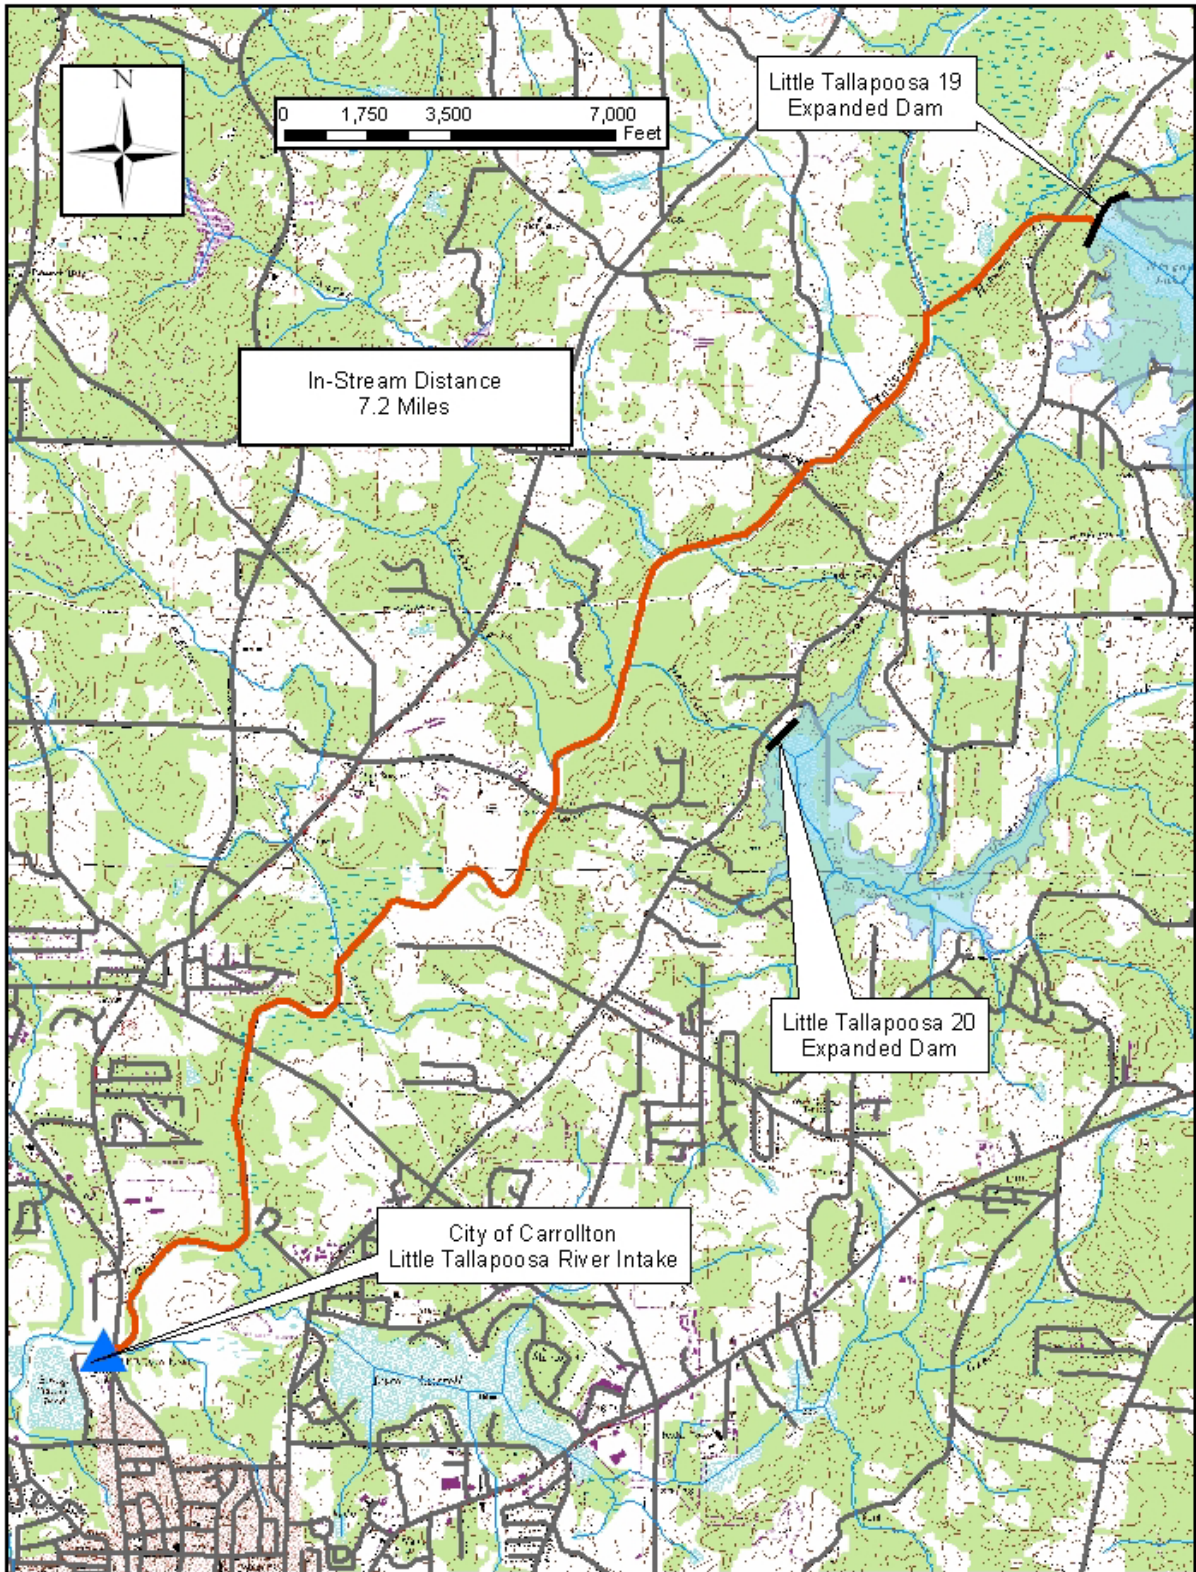 N
0 1,750 3,500 7,000
Feet
Little Tallapoosa 19
Expanded Dam
In-Stream Distance
7.2 Miles
Little Tallapoosa 20
Expanded Dam
City of Carrollton
Little Tallapoosa River Intake